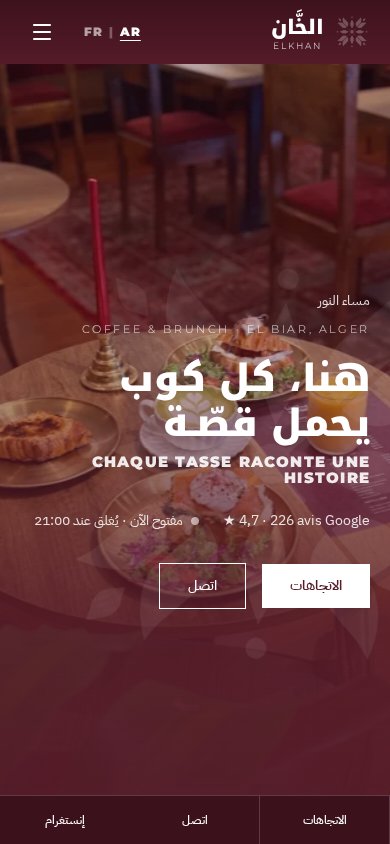 الخَّان
ELKHAN
AR | FR
مساء النور
COFFEE & BRUNCH · EL BIAR, ALGER
هنا، كل كوب
يحمل قصّة
CHAQUE TASSE RACONTE UNE
HISTOIRE
★ 4,7 · 226 avis Google
مفتوح الآن · يُغلق عند 21:00
الاتجاهات
اتصل
الاتجاهات
اتصل
إنستغرام